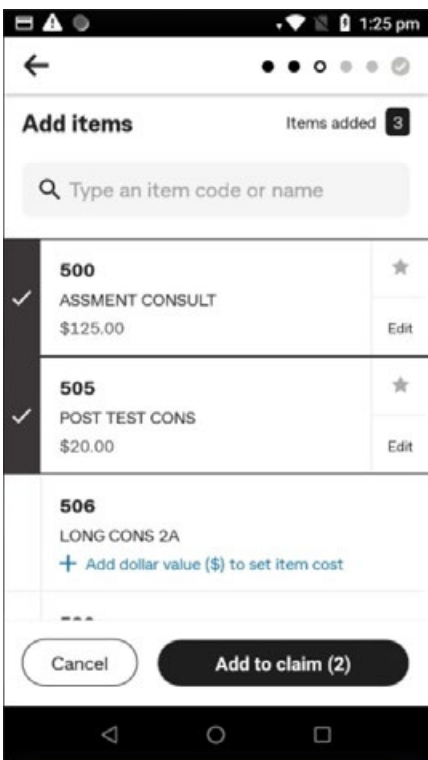 1:25 pm
Add items
Items added 3
Type an item code or name
500
ASSMENT CONSULT
$125.00
Edit
505
POST TEST CONS
$20.00
Edit
506
LONG CONS 2A
+ Add dollar value ($) to set item cost
Cancel
Add to claim (2)